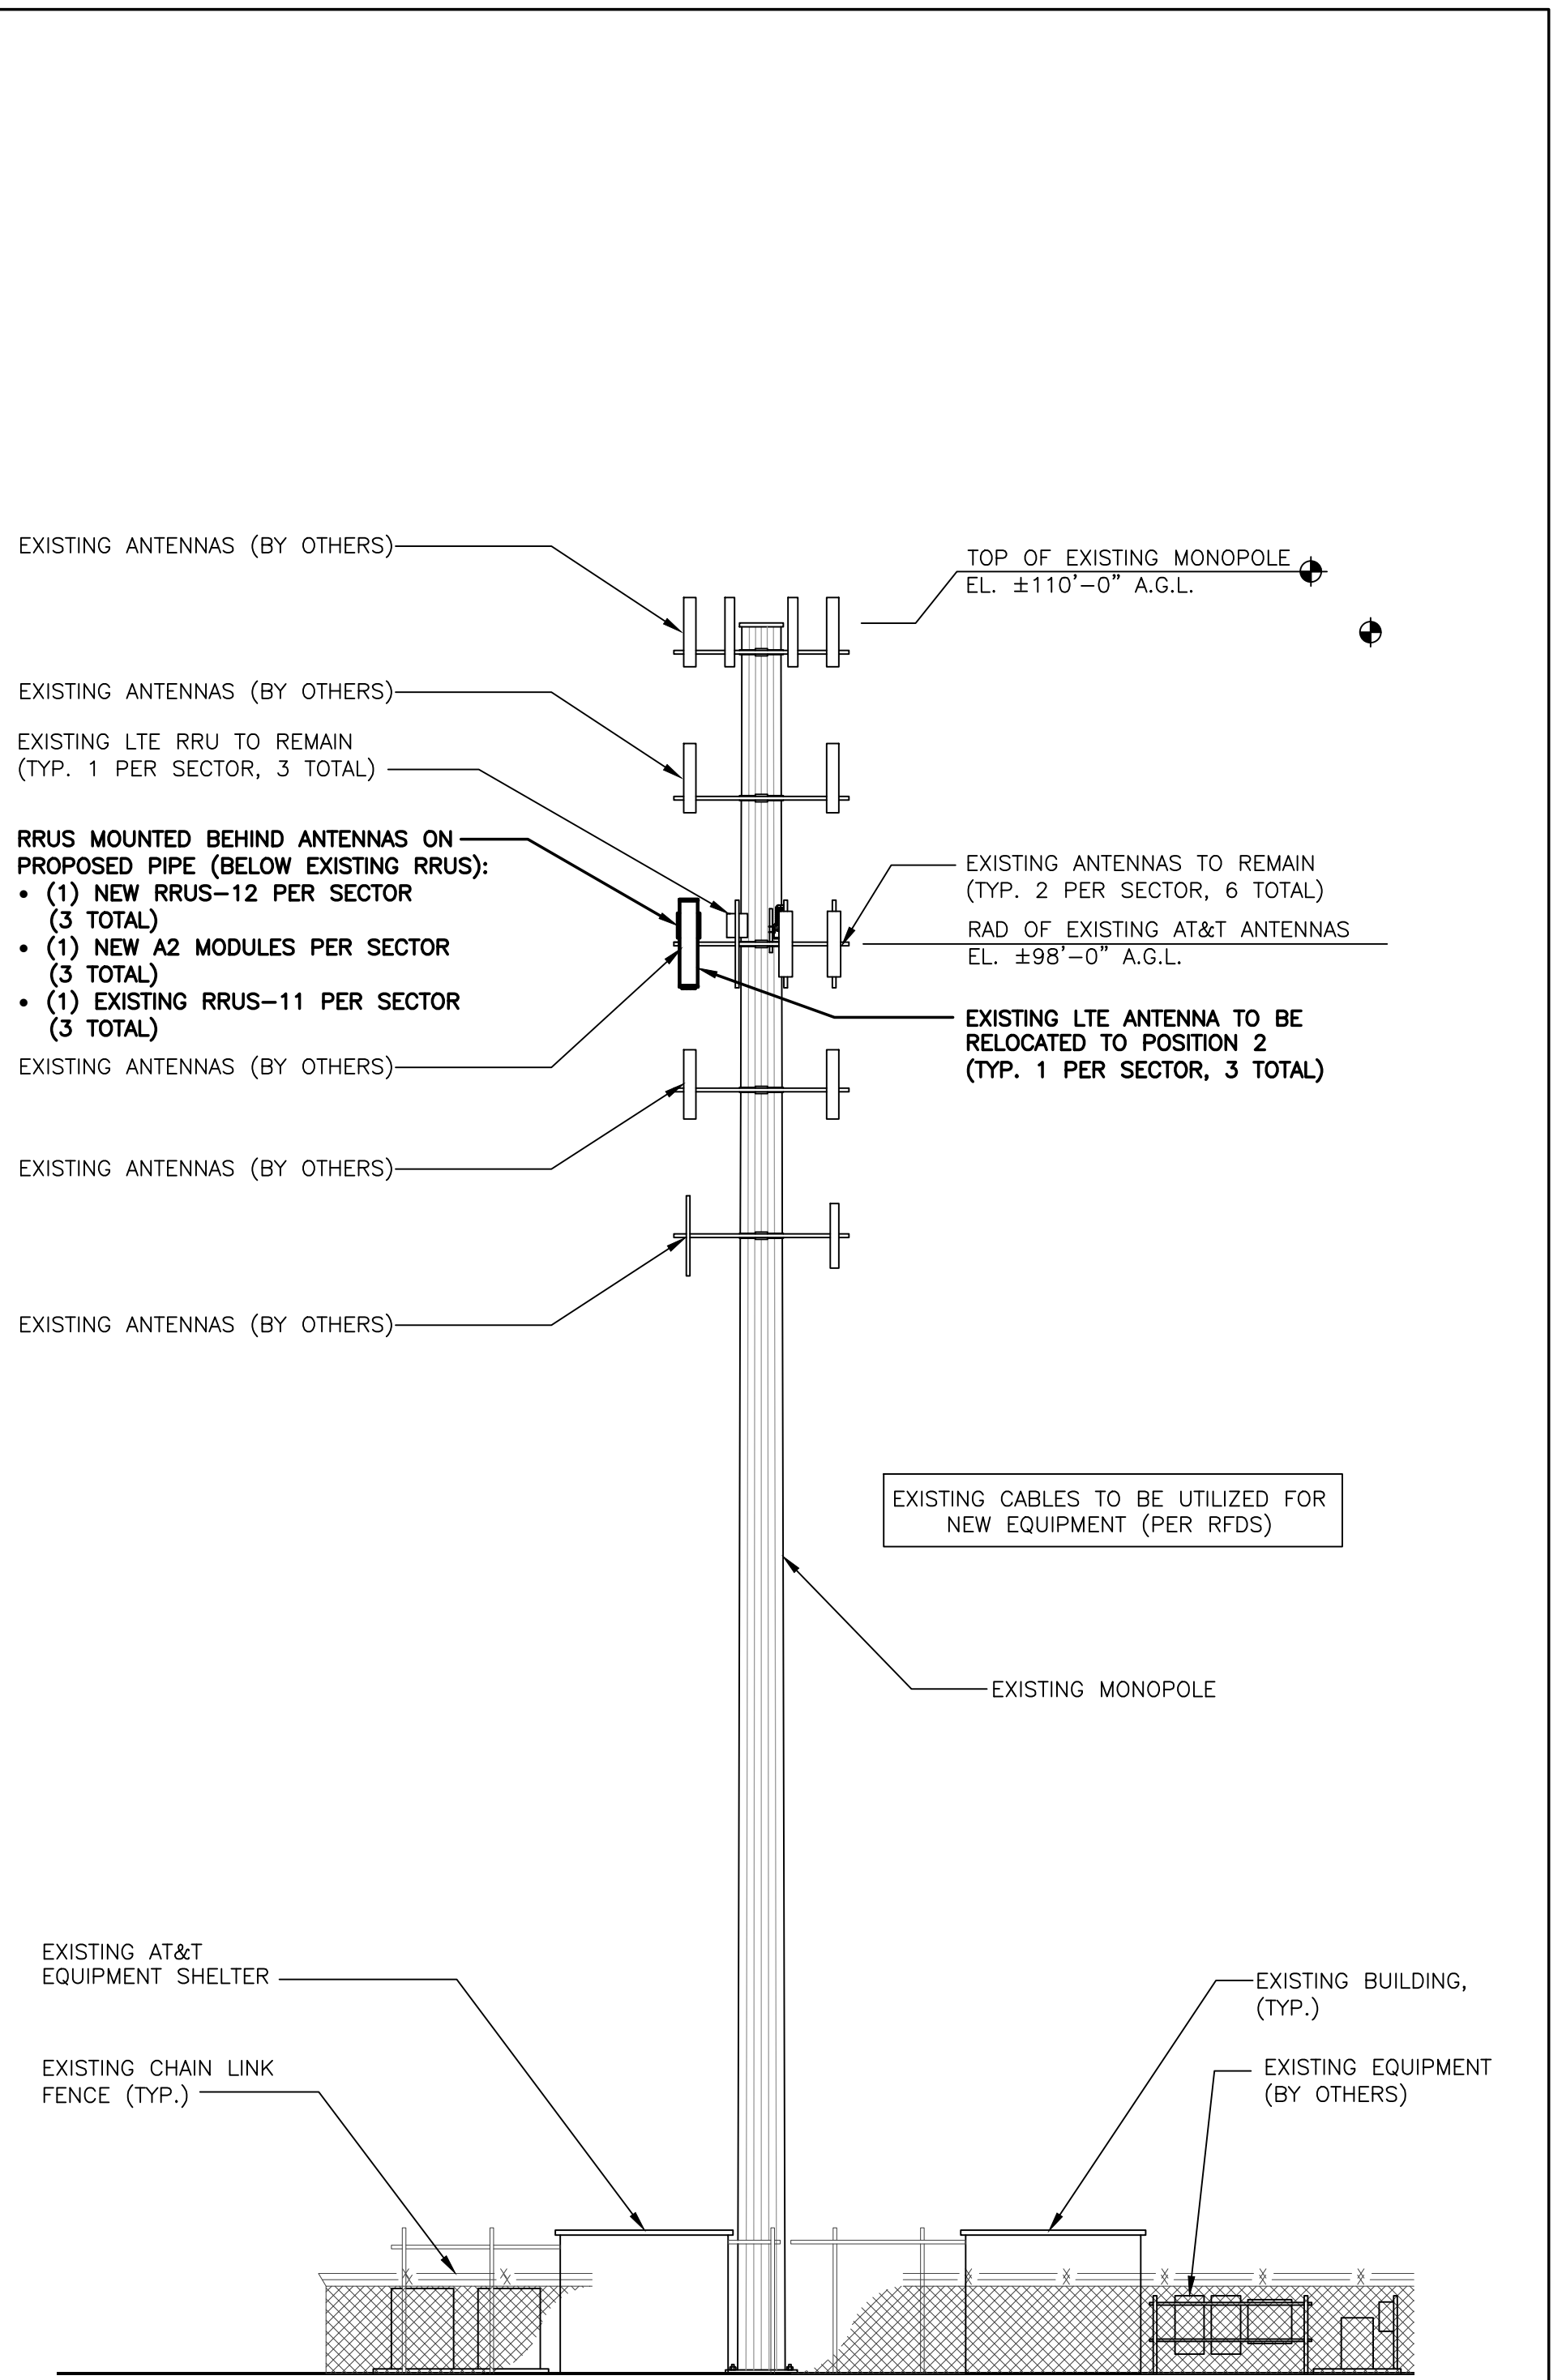 EXISTING ANTENNAS (BY OTHERS)
TOP OF EXISTING MONOPOLE
EL. ±110'-0" A.G.L.
EXISTING ANTENNAS (BY OTHERS)
EXISTING LTE RRU TO REMAIN
(TYP. 1 PER SECTOR, 3 TOTAL)
RRUS MOUNTED BEHIND ANTENNAS ON
PROPOSED PIPE (BELOW EXISTING RRUS):
• (1) NEW RRUS-12 PER SECTOR
(3 TOTAL)
• (1) NEW A2 MODULES PER SECTOR
(3 TOTAL)
• (1) EXISTING RRUS-11 PER SECTOR
(3 TOTAL)
EXISTING ANTENNAS TO REMAIN
(TYP. 2 PER SECTOR, 6 TOTAL)
RAD OF EXISTING AT&T ANTENNAS
EL. ±98'-0" A.G.L.
EXISTING LTE ANTENNA TO BE
RELOCATED TO POSITION 2
(TYP. 1 PER SECTOR, 3 TOTAL)
EXISTING ANTENNAS (BY OTHERS)
EXISTING ANTENNAS (BY OTHERS)
EXISTING ANTENNAS (BY OTHERS)
EXISTING CABLES TO BE UTILIZED FOR
NEW EQUIPMENT (PER RFDS)
EXISTING MONOPOLE
EXISTING AT&T
EQUIPMENT SHELTER
EXISTING BUILDING,
(TYP.)
EXISTING CHAIN LINK
FENCE (TYP.)
EXISTING EQUIPMENT
(BY OTHERS)